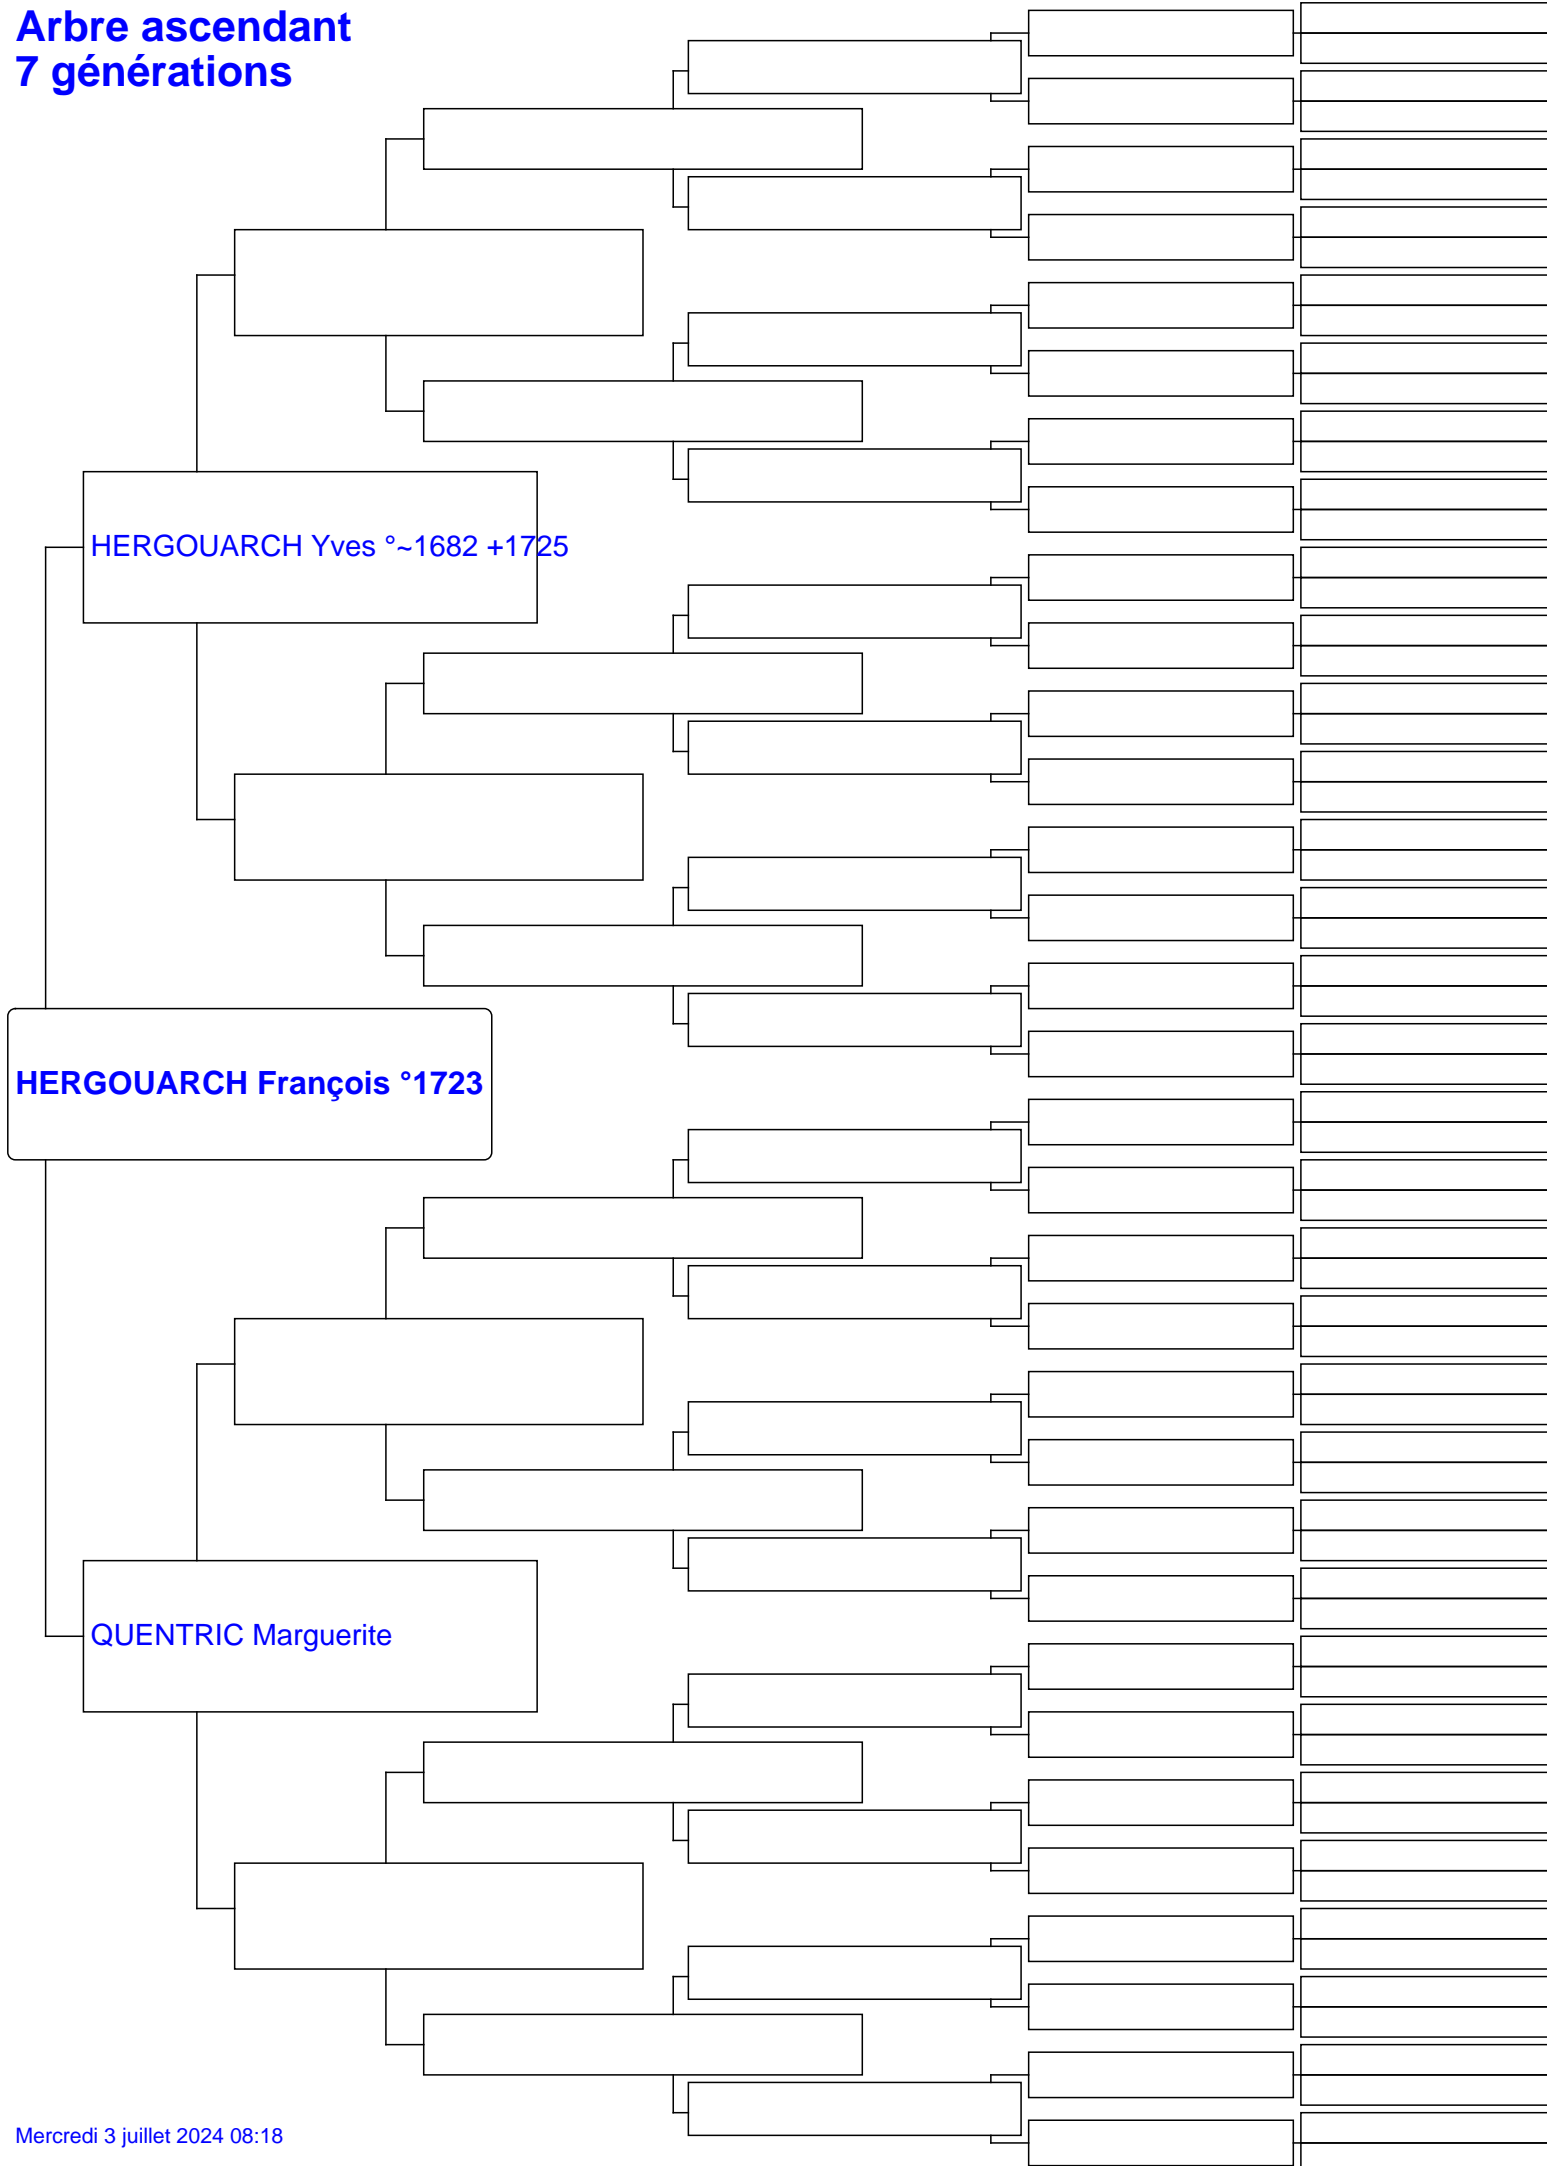 Arbre ascendant
7 générations
HERGOUARCH Yves °~1682 +1725
HERGOUARCH François °1723
QUENTRIC Marguerite
Mercredi 3 juillet 2024 08:18